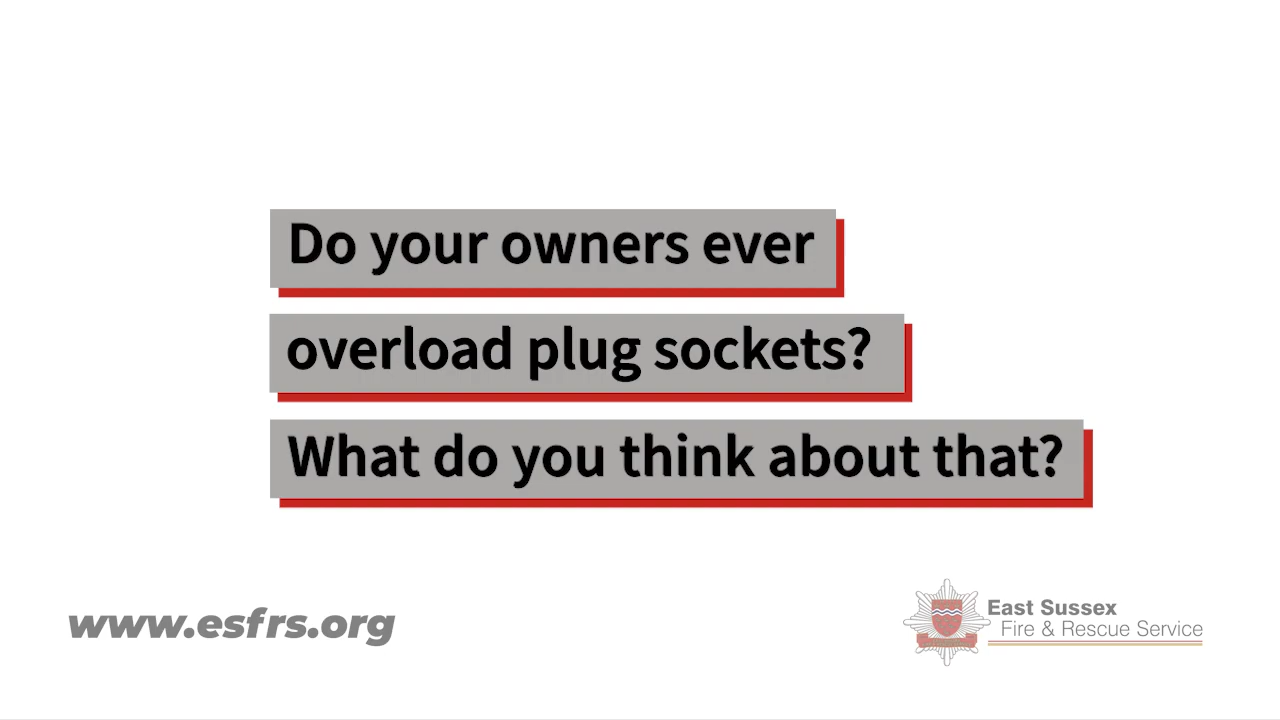 Do your owners ever
overload plug sockets?
What do you think about that?
www.esfrs.org
East Sussex
Fire & Rescue Service